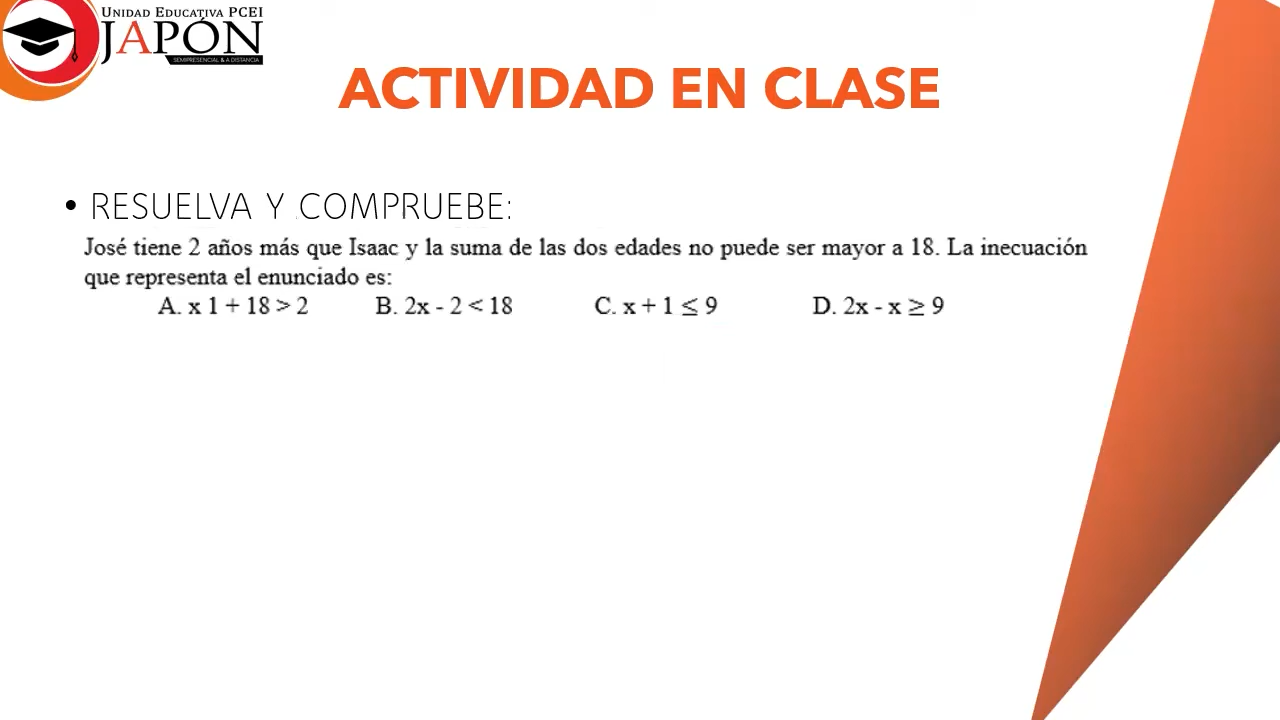 UNIDAD EDUCATIVA PCEI
JAPÓN
SEMIPRESENCIAL & A DISTANCIA
ACTIVIDAD EN CLASE
• RESUELVA Y COMPRUEBE:
José tiene 2 años más que Isaac y la suma de las dos edades no puede ser mayor a 18. La inecuación
que representa el enunciado es:
A. x 1 + 18 > 2 B. 2x - 2 < 18 C. x + 1 ≤ 9 D. 2x - x ≥ 9